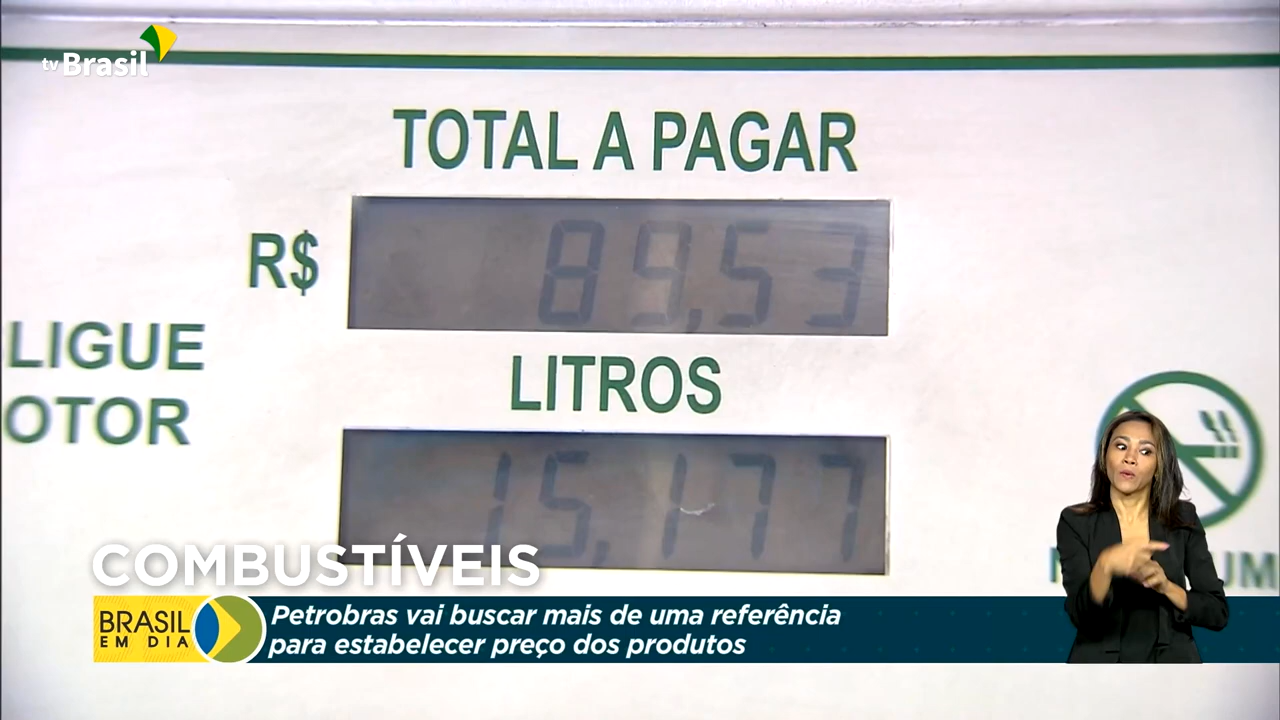 tv Brasil
TOTAL A PAGAR
R$ 89,53
LIGUE
OTOR
LITROS
15,177
COMBUSTÍVEIS
BRASIL
EM DIA
Petrobras vai buscar mais de uma referência
para estabelecer preço dos produtos